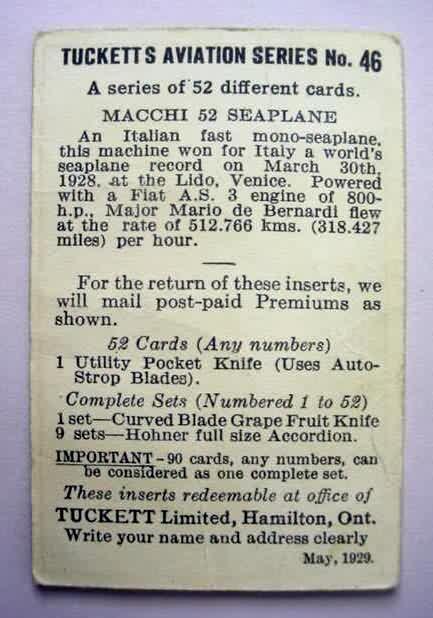 TUCKETTS AVIATION SERIES No. 46
A series of 52 different cards.
MACCHI 52 SEAPLANE
An Italian fast mono-seaplane,
this machine won for Italy a world's
seaplane record on March 30th,
1928, at the Lido, Venice. Powered
with a Fiat A.S. 3 engine of 800-
h.p., Major Mario de Bernardi flew
at the rate of 512.766 kms. (318.427
miles) per hour.
For the return of these inserts, we
will mail post-paid Premiums as
shown.
52 Cards (Any numbers)
1 Utility Pocket Knife (Uses Auto-
Strop Blades).
Complete Sets (Numbered 1 to 52)
1 set—Curved Blade Grape Fruit Knife
9 sets—Hohner full size Accordion.
IMPORTANT - 90 cards, any numbers, can
be considered as one complete set.
These inserts redeemable at office of
TUCKETT Limited, Hamilton, Ont.
Write your name and address clearly
May, 1929.